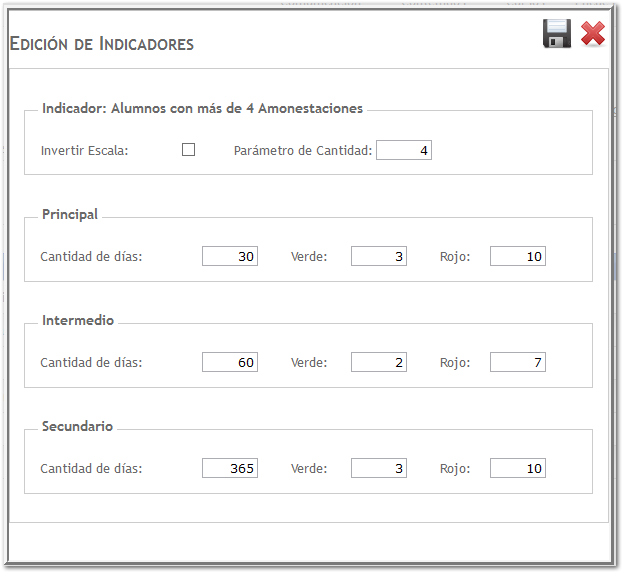 Edición de Indicadores
Indicador: Alumnos con más de 4 Amonestaciones
Invertir Escala: Parámetro de Cantidad: 4
Principal
Cantidad de días: 30 Verde: 3 Rojo: 10
Intermedio
Cantidad de días: 60 Verde: 2 Rojo: 7
Secundario
Cantidad de días: 365 Verde: 3 Rojo: 10